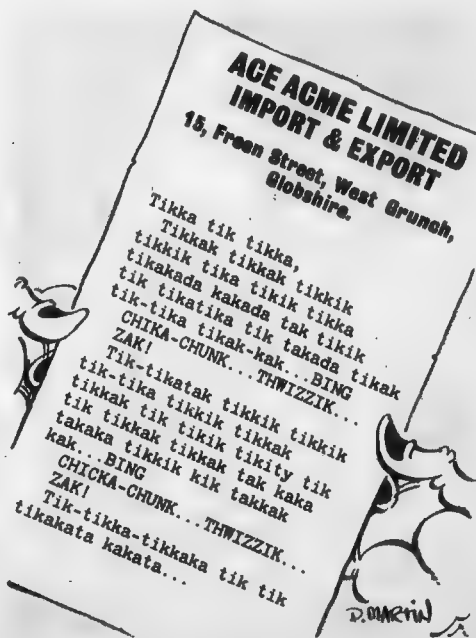 ACE ACME LIMITED
IMPORT & EXPORT
15, Freen Street, West Grunch,
Globshire.
Tikka tik tikka,
Tikkak tikkak tikkik
tikkik tika tikik tikka
tikakada kakada tak tikik
tik tikatika tik takada tikak
tik-tika tikak-kak...BING
CHIKA-CHUNK...THWIZZIK...
ZAK!
Tik-tikatak tikkik tikkik
tik-tika tikkik tikkak
tikkak tik tikik tikity tik
tik tikkak tikkak tak kaka
takaka tikkik kik takkak
kak...BING
CHICKA-CHUNK...THWIZZIK...
ZAK!
Tik-tikka-tikkaka tik tik
tikakata kakata...
D. MARTIN